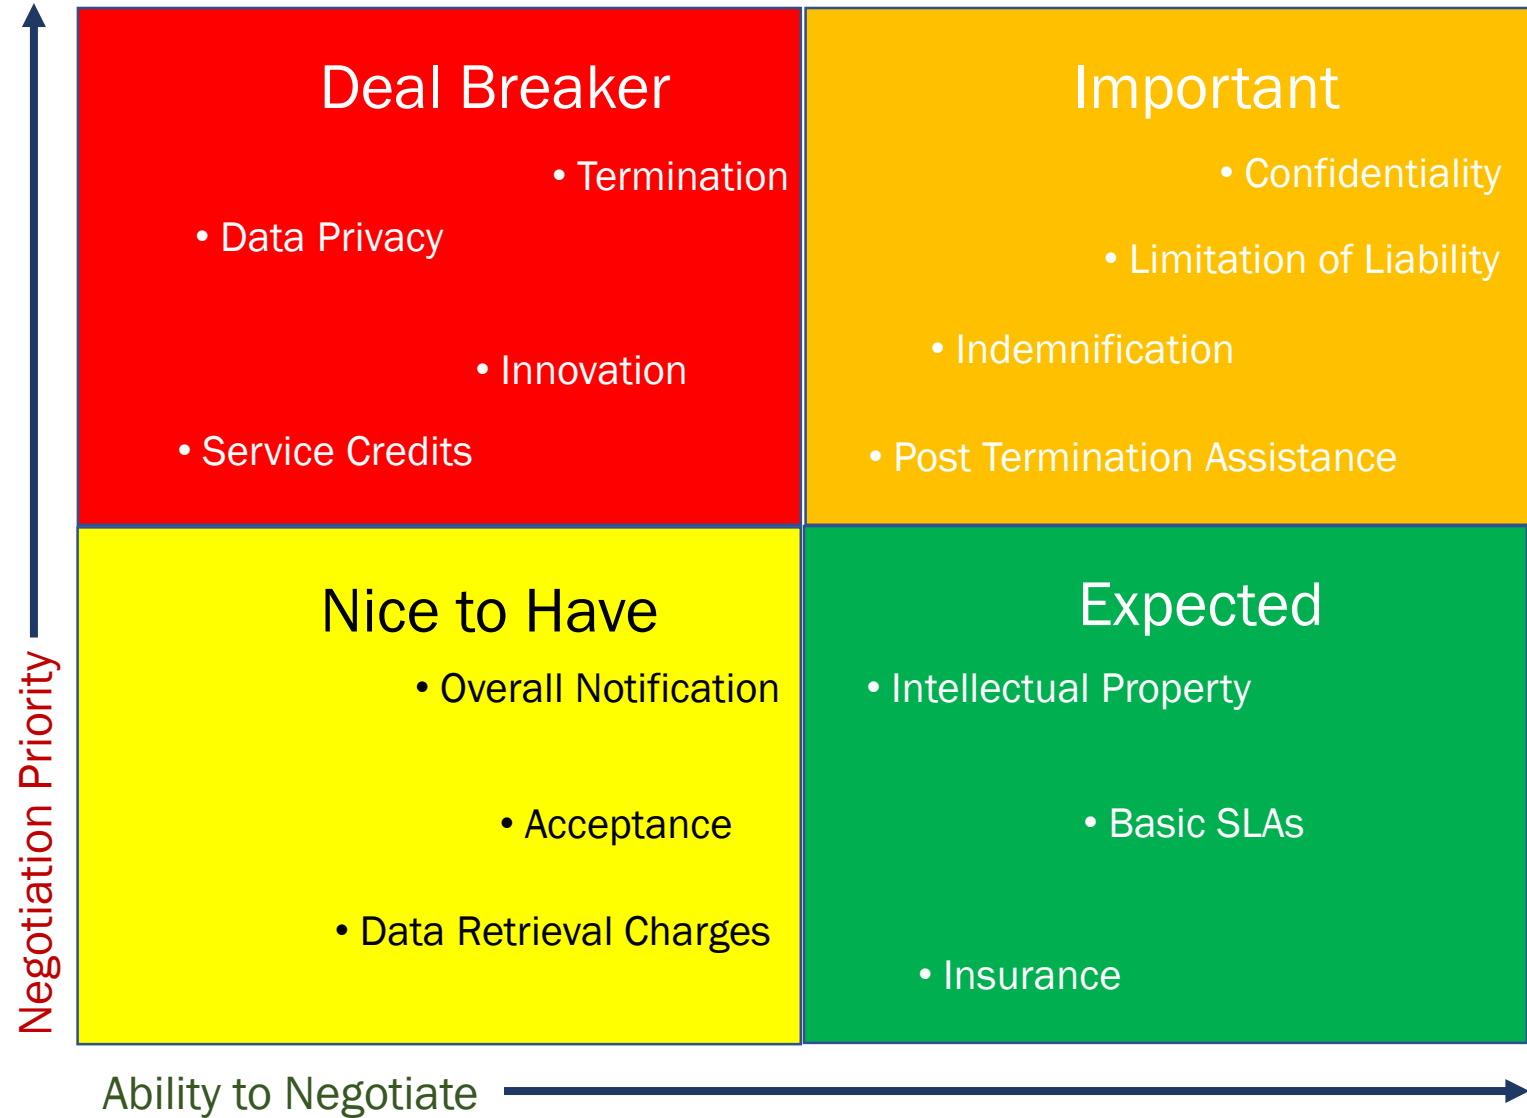 Deal Breaker
• Termination
• Data Privacy
• Innovation
• Service Credits
Important
• Confidentiality
• Limitation of Liability
• Indemnification
• Post Termination Assistance
Nice to Have
• Overall Notification
• Acceptance
• Data Retrieval Charges
Expected
• Intellectual Property
• Basic SLAs
• Insurance
Negotiation Priority
Ability to Negotiate